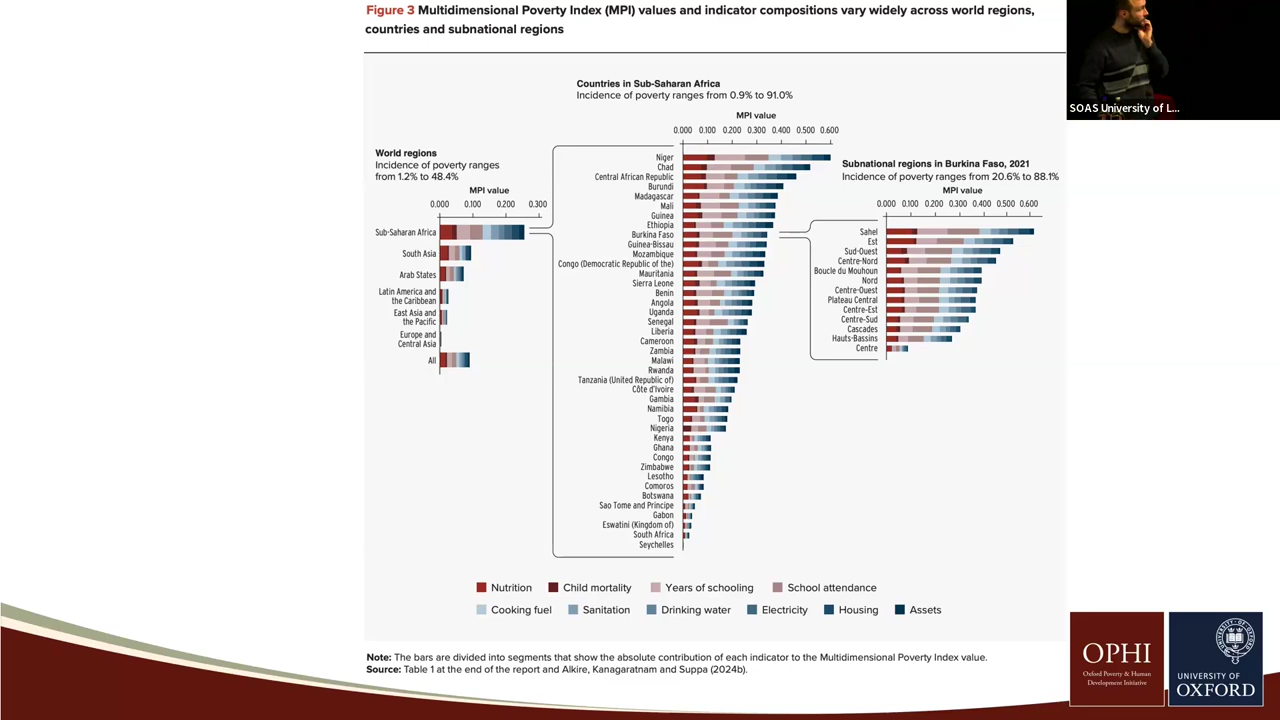 Figure 3 Multidimensional Poverty Index (MPI) values and indicator compositions vary widely across world regions,
countries and subnational regions
SOAS University of L...
Countries in Sub-Saharan Africa
Incidence of poverty ranges from 0.9% to 91.0%
MPI value
0.000 0.100 0.200 0.300 0.400 0.500 0.600
World regions
Incidence of poverty ranges
from 1.2% to 48.4%
MPI value
0.000 0.100 0.200 0.300
Sub-Saharan Africa
South Asia
Arab States
Latin America and
the Caribbean
East Asia and
the Pacific
Europe and
Central Asia
All
Niger
Chad
Central African Republic
Burundi
Madagascar
Mali
Guinea
Ethiopia
Burkina Faso
Guinea-Bissau
Mozambique
Congo (Democratic Republic of the)
Mauritania
Sierra Leone
Benin
Angola
Uganda
Senegal
Liberia
Cameroon
Zambia
Malawi
Rwanda
Tanzania (United Republic of)
Côte d'Ivoire
Gambia
Namibia
Togo
Nigeria
Kenya
Ghana
Congo
Zimbabwe
Lesotho
Comoros
Botswana
Sao Tome and Principe
Gabon
Eswatini (Kingdom of)
South Africa
Seychelles
Subnational regions in Burkina Faso, 2021
Incidence of poverty ranges from 20.6% to 88.1%
MPI value
0.000 0.100 0.200 0.300 0.400 0.500 0.600
Sahel
Est
Sud-Ouest
Centre-Nord
Boucle du Mouhoun
Nord
Centre-Ouest
Plateau Central
Centre-Est
Centre-Sud
Cascades
Hauts-Bassins
Centre
Nutrition Child mortality Years of schooling School attendance
Cooking fuel Sanitation Drinking water Electricity Housing Assets
Note: The bars are divided into segments that show the absolute contribution of each indicator to the Multidimensional Poverty Index value.
Source: Table 1 at the end of the report and Alkire, Kanagaratnam and Suppa (2024b).
OPHI
Oxford Poverty & Human
Development Initiative
UNIVERSITY OF
OXFORD